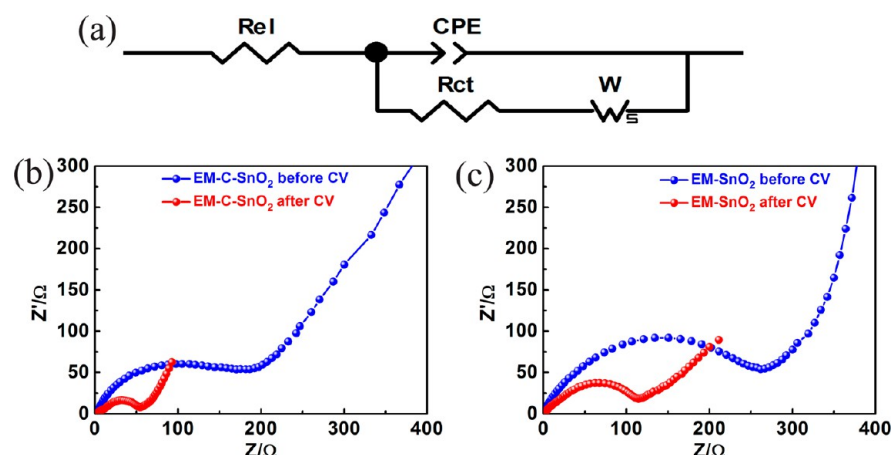 (a)
Rel
CPE
Rct
W
s
(b)
EM-C-SnO₂ before CV
EM-C-SnO₂ after CV
Z'/Ω
300
250
200
150
100
50
0
0 100 200 300 400
Z/Ω
(c)
EM-SnO₂ before CV
EM-SnO₂ after CV
Z'/Ω
300
250
200
150
100
50
0
0 100 200 300 400
Z/Ω